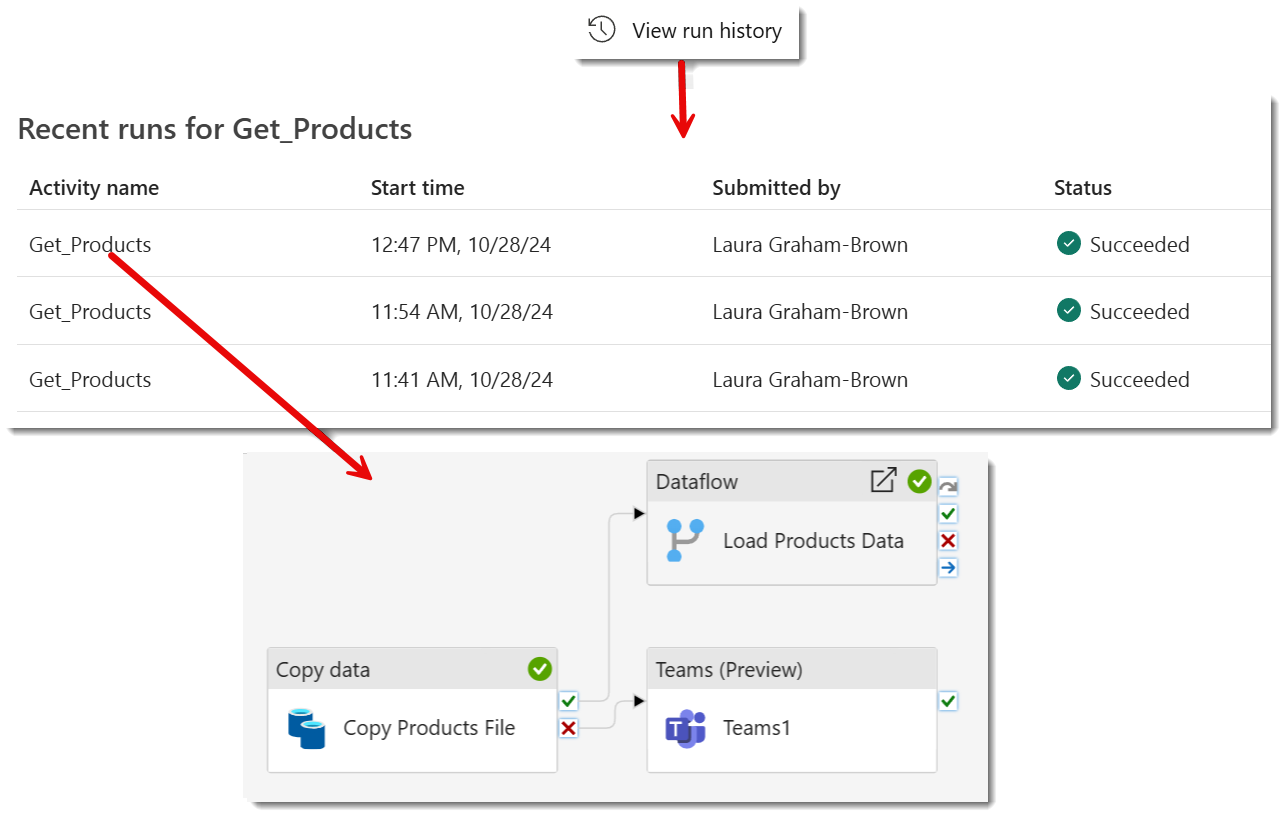 View run history
Recent runs for Get_Products
Activity name Start time Submitted by Status
Get_Products 12:47 PM, 10/28/24 Laura Graham-Brown Succeeded
Get_Products 11:54 AM, 10/28/24 Laura Graham-Brown Succeeded
Get_Products 11:41 AM, 10/28/24 Laura Graham-Brown Succeeded
Dataflow
Load Products Data
Copy data
Copy Products File
Teams (Preview)
T
Teams1